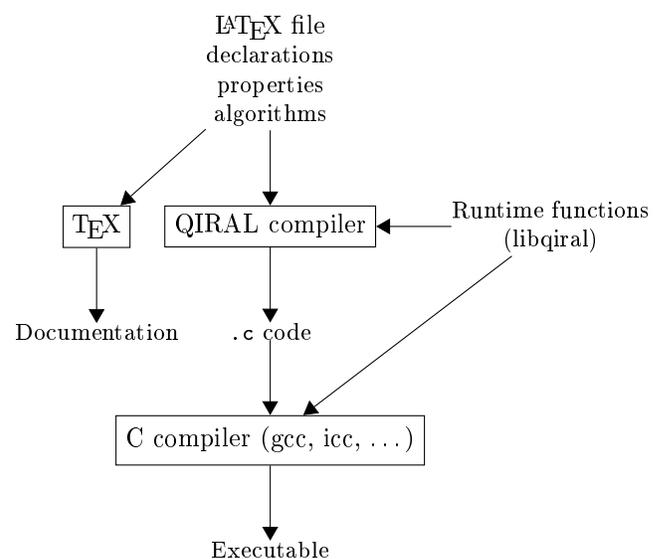 LATEX file
declarations
properties
algorithms
TEX
QIRAL compiler
Runtime functions
(libqiral)
Documentation
.c code
C compiler (gcc, icc, ...)
Executable